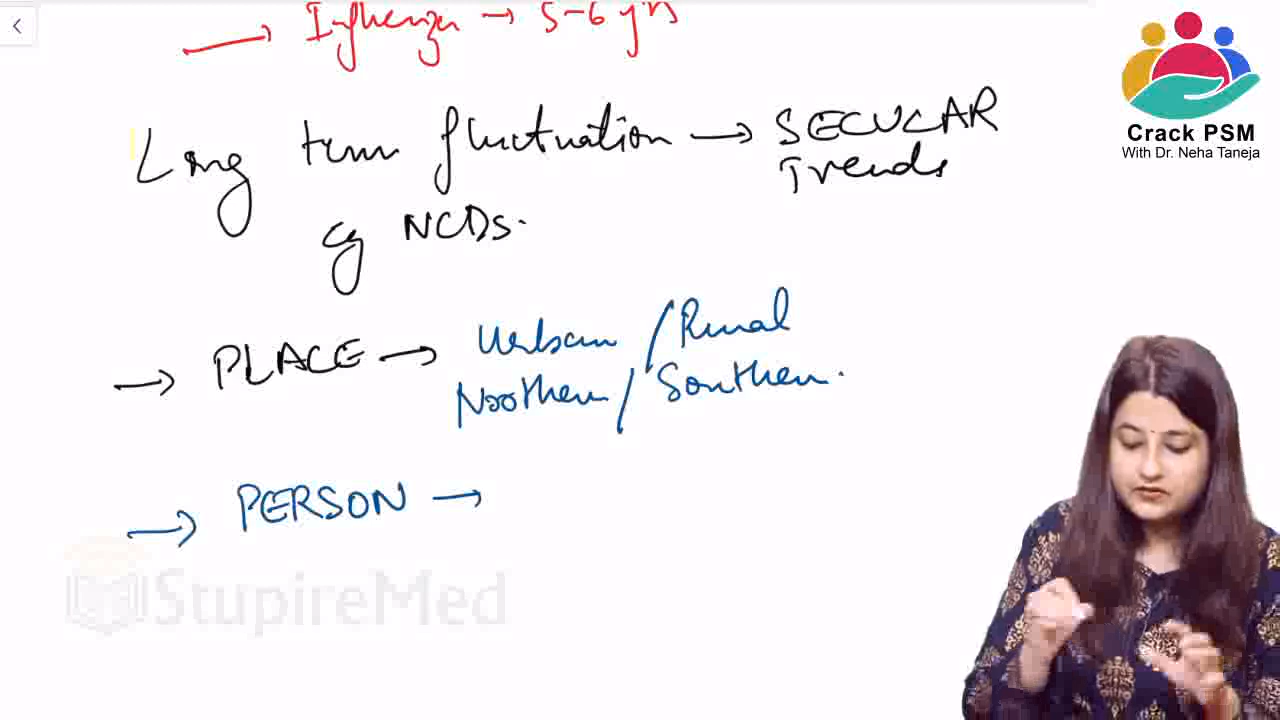 → Influenza → 5-6 yrs
Long term fluctuation → SECULAR
Trends
eg NCDs.
→ PLACE → Urban / Rural
Northern / Southern.
→ PERSON →
Crack PSM
With Dr. Neha Taneja
StupireMed